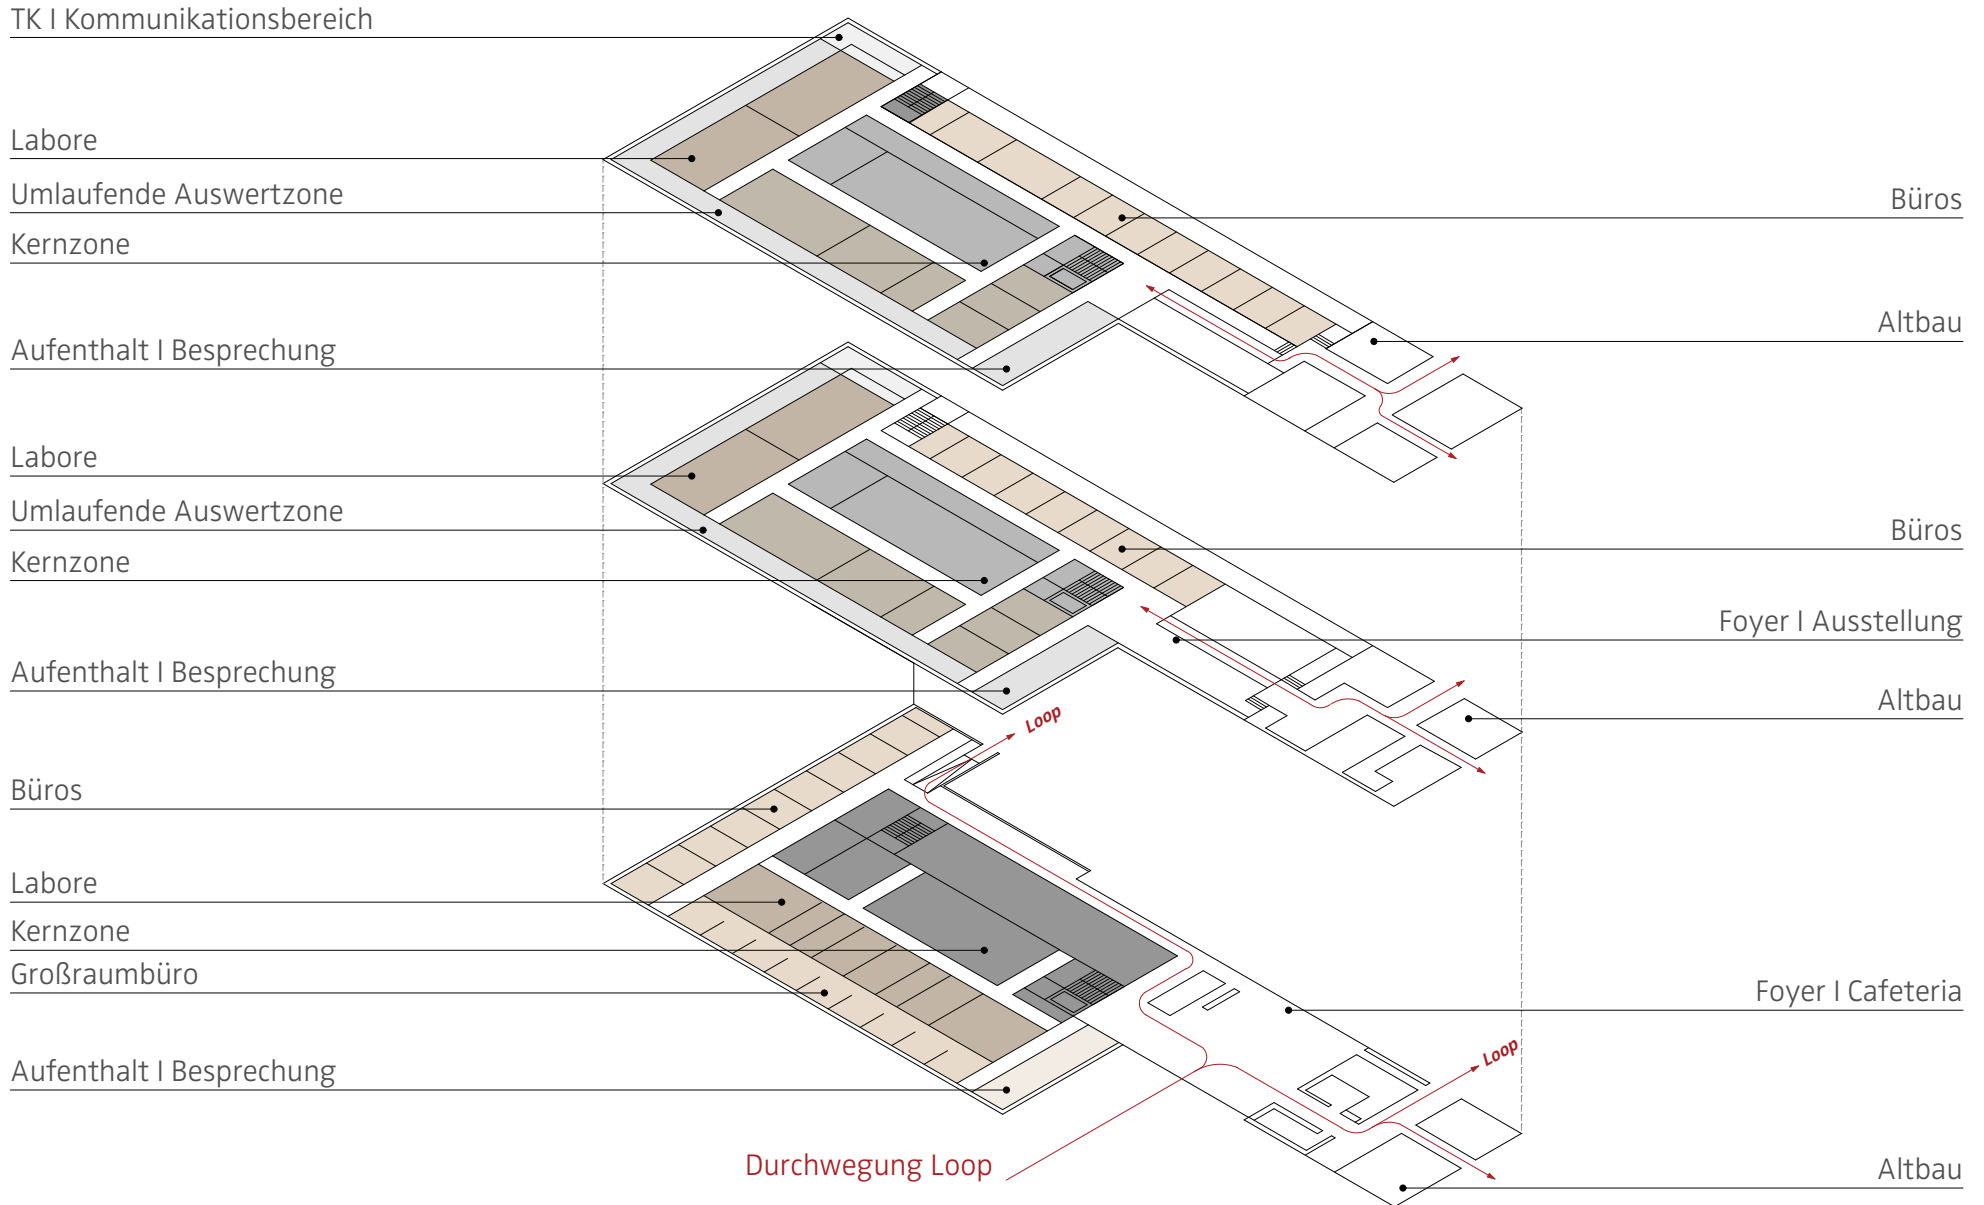 TK I Kommunikationsbereich
Labore
Umlaufende Auswertzone
Büros
Kernzone
Altbau
Aufenthalt I Besprechung
Labore
Umlaufende Auswertzone
Büros
Kernzone
Foyer I Ausstellung
Aufenthalt I Besprechung
Altbau
Loop
Büros
Labore
Kernzone
Großraumbüro
Foyer I Cafeteria
Loop
Aufenthalt I Besprechung
Durchwegung Loop
Altbau